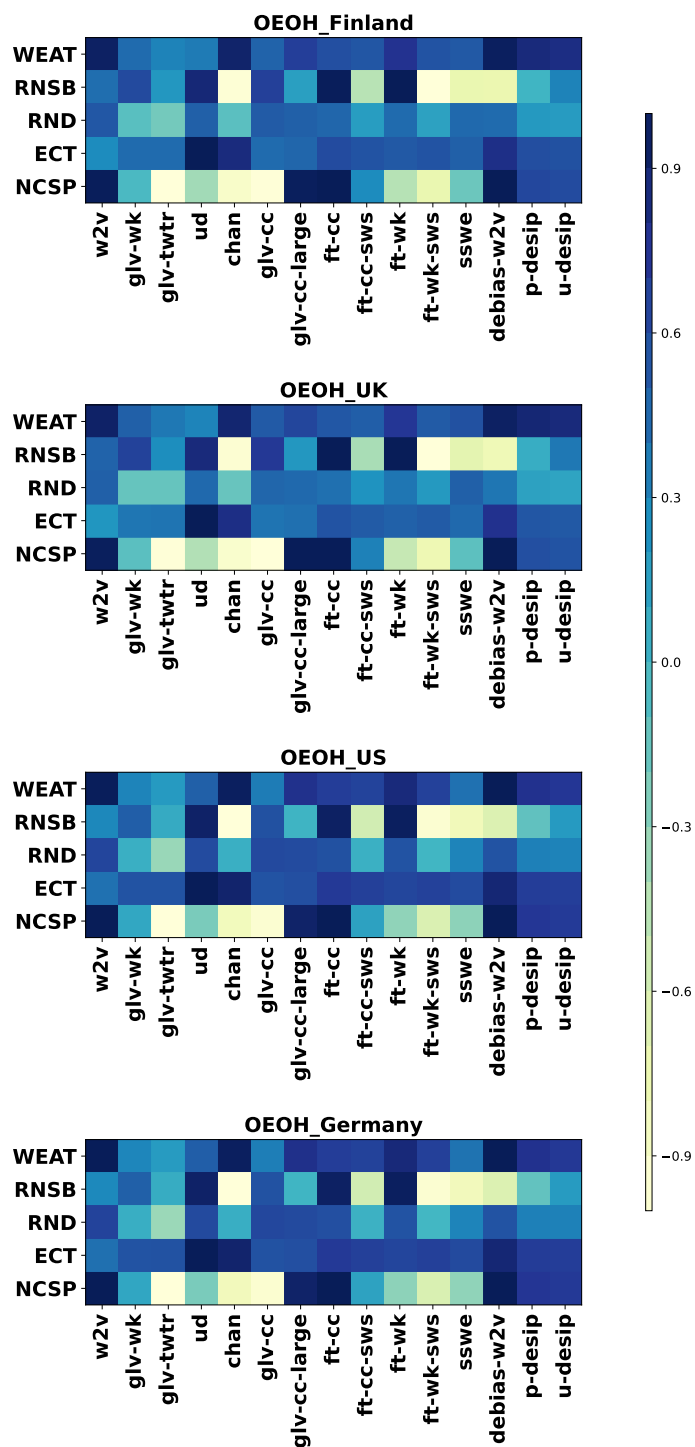 OEOH_Finland
WEAT
RNSB
RND
ECT
NCSP
w2v glv-wk glv-twtr ud chan glv-cc glv-cc-large ft-cc ft-cc-sws ft-wk ft-wk-sws sswe debias-w2v p-desip u-desip
OEOH_UK
WEAT
RNSB
RND
ECT
NCSP
w2v glv-wk glv-twtr ud chan glv-cc glv-cc-large ft-cc ft-cc-sws ft-wk ft-wk-sws sswe debias-w2v p-desip u-desip
OEOH_US
WEAT
RNSB
RND
ECT
NCSP
w2v glv-wk glv-twtr ud chan glv-cc glv-cc-large ft-cc ft-cc-sws ft-wk ft-wk-sws sswe debias-w2v p-desip u-desip
OEOH_Germany
WEAT
RNSB
RND
ECT
NCSP
w2v glv-wk glv-twtr ud chan glv-cc glv-cc-large ft-cc ft-cc-sws ft-wk ft-wk-sws sswe debias-w2v p-desip u-desip
0.9
0.6
0.3
0.0
−0.3
−0.6
−0.9